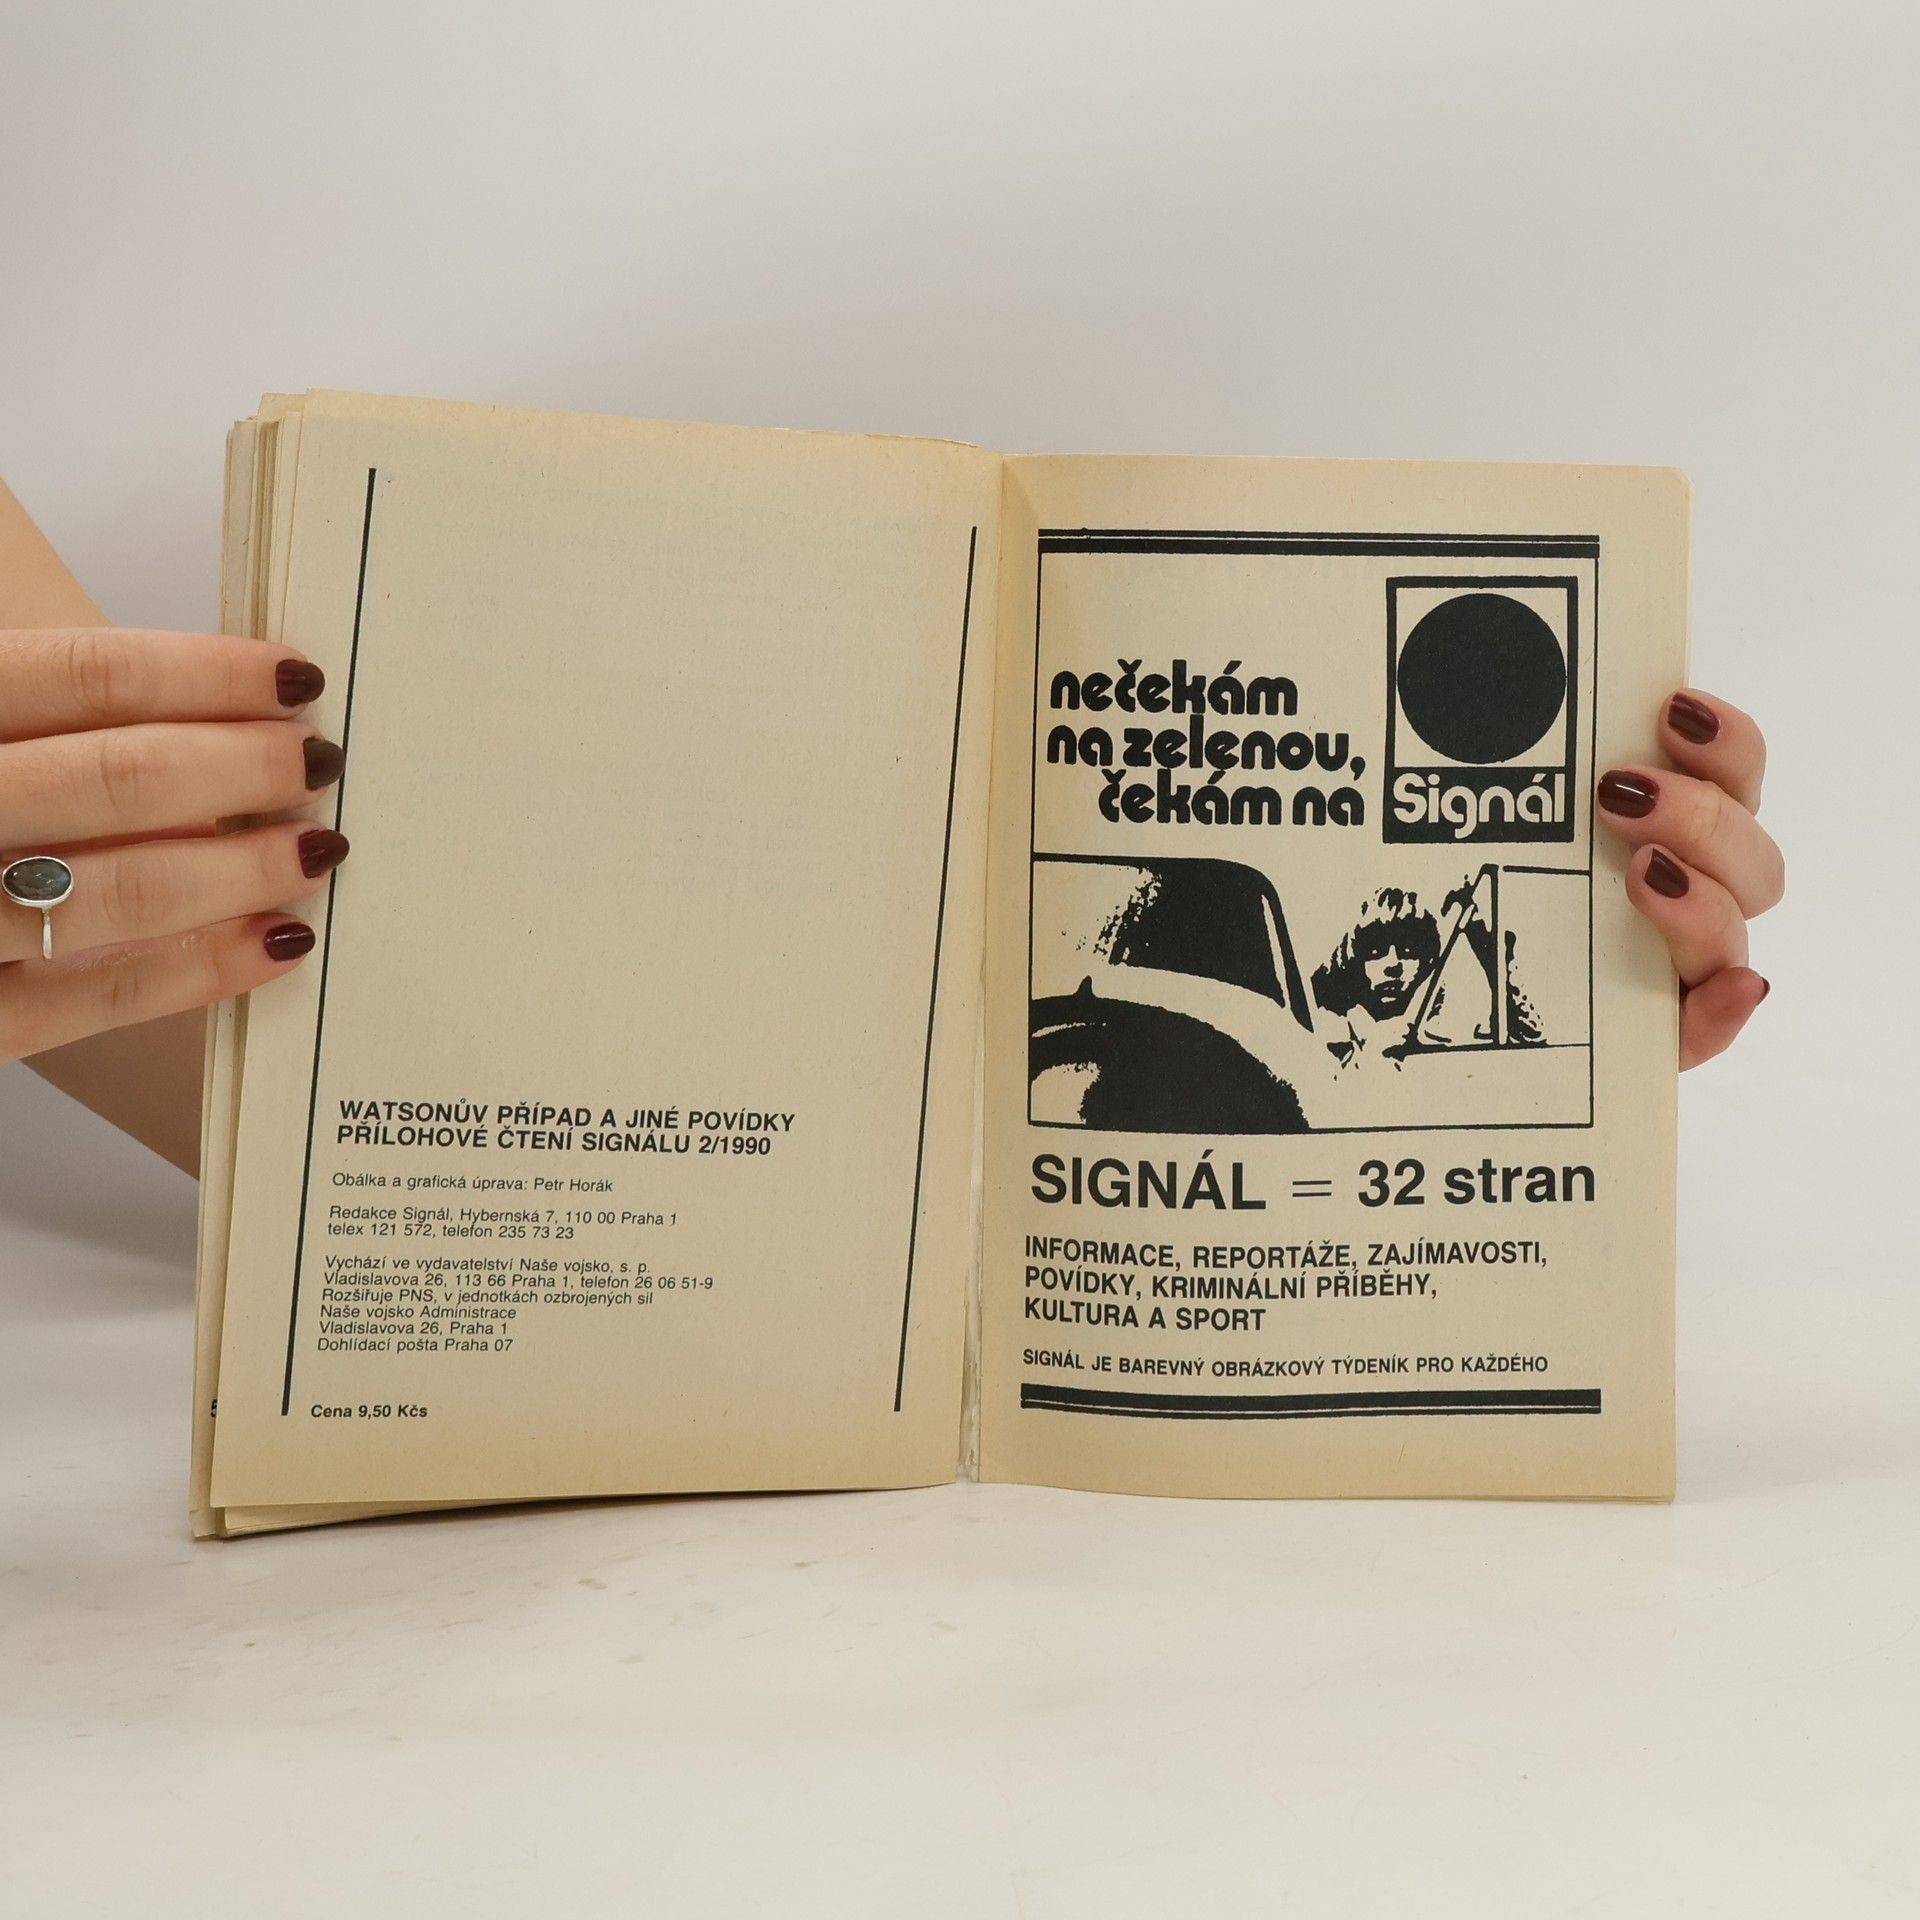 WATSONŮV PŘÍPAD A JINÉ POVÍDKY
PŘÍLOHOVÉ ČTENÍ SIGNÁLU 2/1990
Obálka a grafická úprava: Petr Horák
Redakce Signál, Hybernská 7, 110 00 Praha 1
telex 121 572, telefon 235 73 23
Vychází ve vydavatelství Naše vojsko, s. p.
Vladislavova 26, 113 66 Praha 1, telefon 26 06 51-9
Rozšiřuje PNS, v jednotkách ozbrojených sil
Naše vojsko Administrace
Vladislavova 26, Praha 1
Dohlídací pošta Praha 07
Cena 9,50 Kčs
nečekám
na zelenou,
čekám na
Signál
SIGNÁL = 32 stran
INFORMACE, REPORTÁŽE, ZAJÍMAVOSTI,
POVÍDKY, KRIMINÁLNÍ PŘÍBĚHY,
KULTURA A SPORT
SIGNÁL JE BAREVNÝ OBRÁZKOVÝ TÝDENÍK PRO KAŽDÉHO